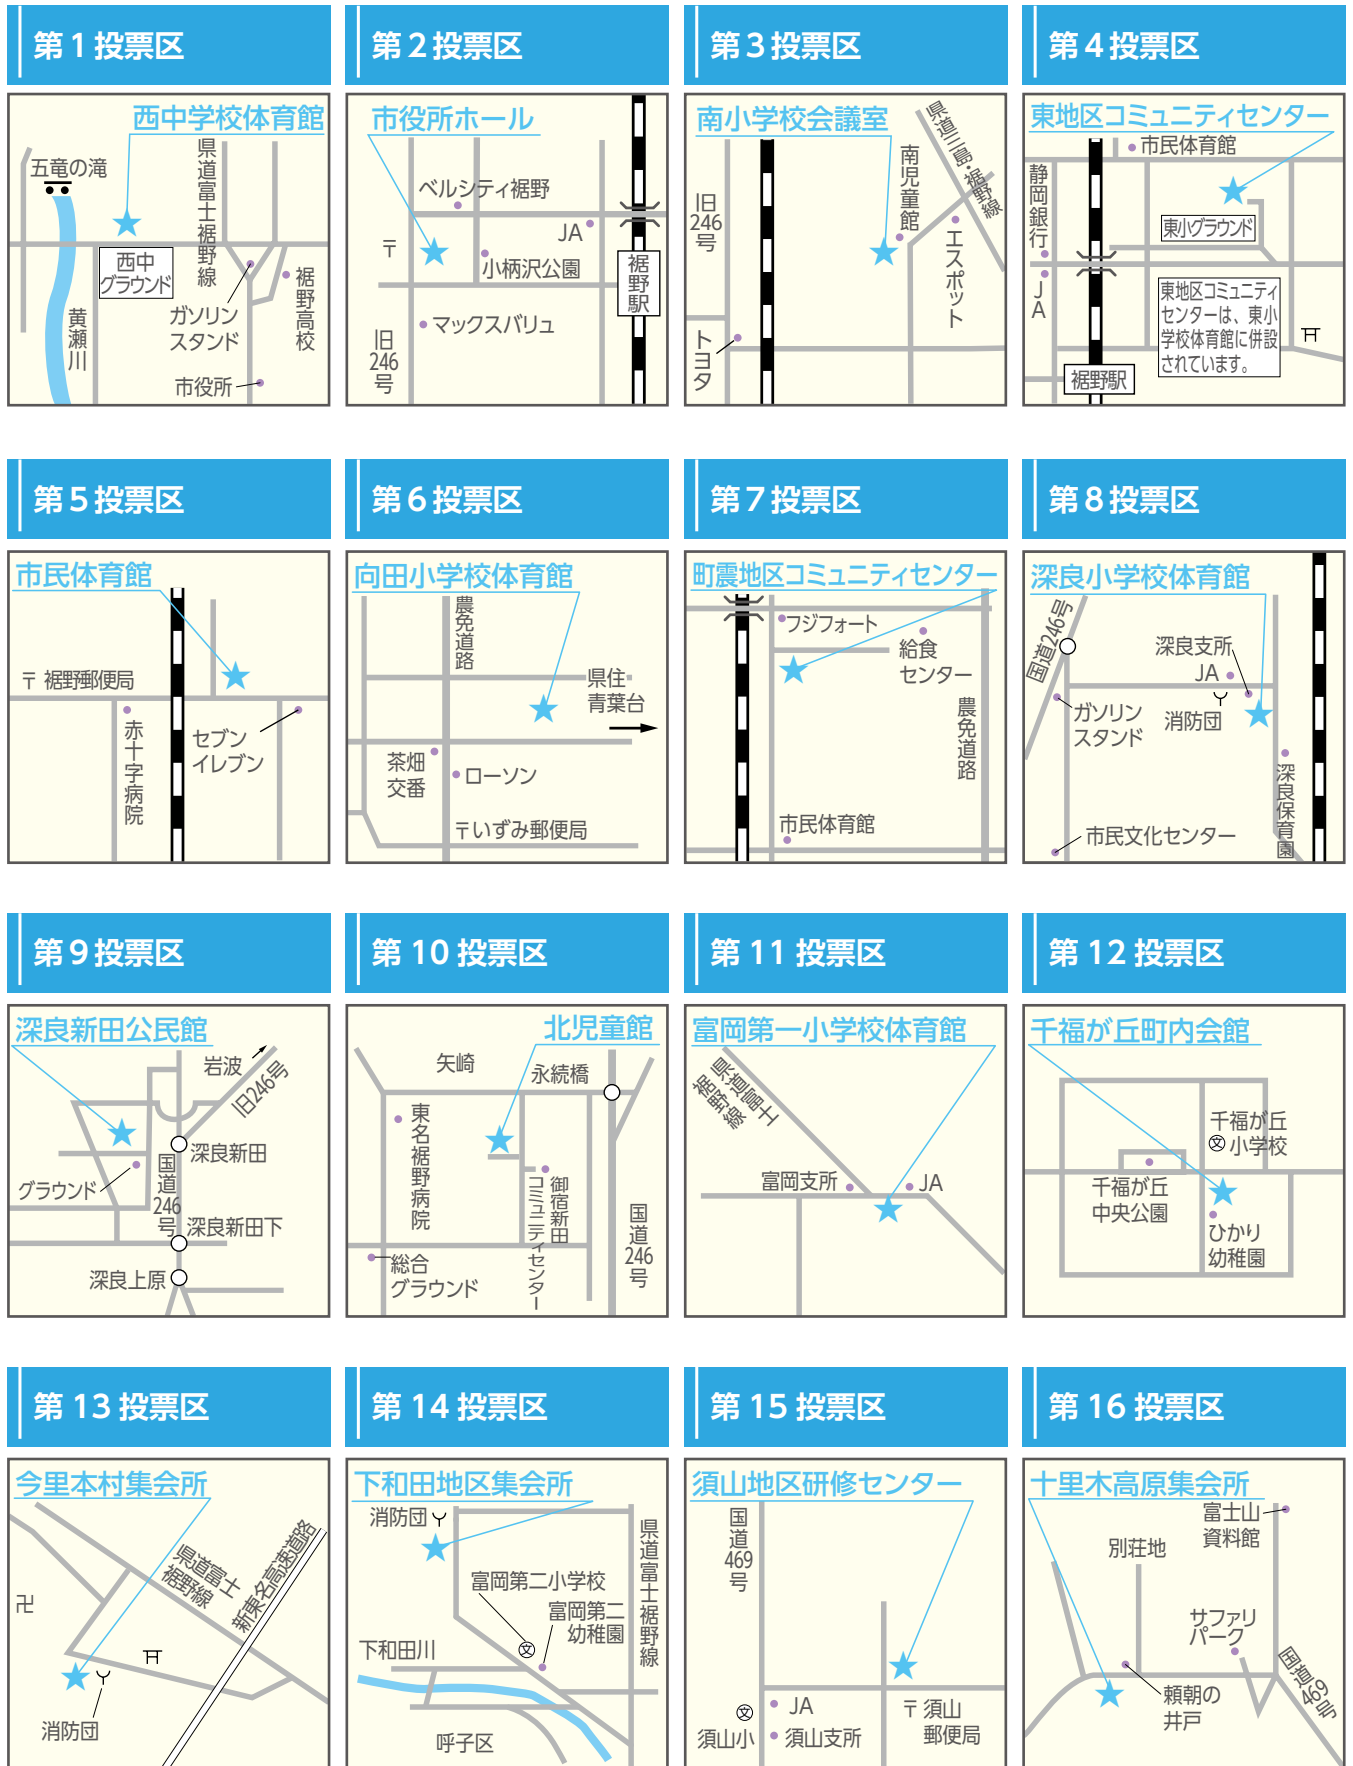 第1投票区
西中学校体育館
五竜の滝
県道富士裾野線
西中
グラウンド
黄瀬川
ガソリン
スタンド
裾野高校
市役所
第2投票区
市役所ホール
ベルシティ裾野
JA
〒
小柄沢公園
裾野駅
マックスバリュ
旧246号
第3投票区
南小学校会議室
県道三島・裾野線
南児童館
旧246号
エスポット
トヨタ
第4投票区
東地区コミュニティセンター
市民体育館
静岡銀行
東小グラウンド
JA
東地区コミュニティ
センターは、東小
学校体育館に併設
されています。
裾野駅
第5投票区
市民体育館
〒 裾野郵便局
赤十字病院
セブン
イレブン
第6投票区
向田小学校体育館
農免道路
県住
青葉台
茶畑
交番
ローソン
〒いずみ郵便局
第7投票区
町震地区コミュニティセンター
フジフォート
給食
センター
農免道路
市民体育館
第8投票区
深良小学校体育館
国道246号
深良支所
JA
ガソリン
スタンド
消防団
深良保育園
市民文化センター
第9投票区
深良新田公民館
岩波
旧246号
深良新田
グラウンド
国道246号
深良新田下
深良上原
第10投票区
北児童館
矢崎
永続橋
東名裾野病院
御宿新田
コミュニティセンター
国道246号
総合
グラウンド
第11投票区
富岡第一小学校体育館
県道富士
裾野線
富岡支所
JA
第12投票区
千福が丘町内会館
千福が丘
文小学校
千福が丘
中央公園
ひかり
幼稚園
第13投票区
今里本村集会所
県道富士
裾野線
新東名高速道路
卍
消防団
第14投票区
下和田地区集会所
消防団
県道富士裾野線
富岡第二小学校
富岡第二
幼稚園
文
下和田川
呼子区
第15投票区
須山地区研修センター
国道469号
文
須山小
JA
須山支所
〒須山
郵便局
第16投票区
十里木高原集会所
富士山
資料館
別荘地
サファリ
パーク
国道469号
頼朝の
井戸